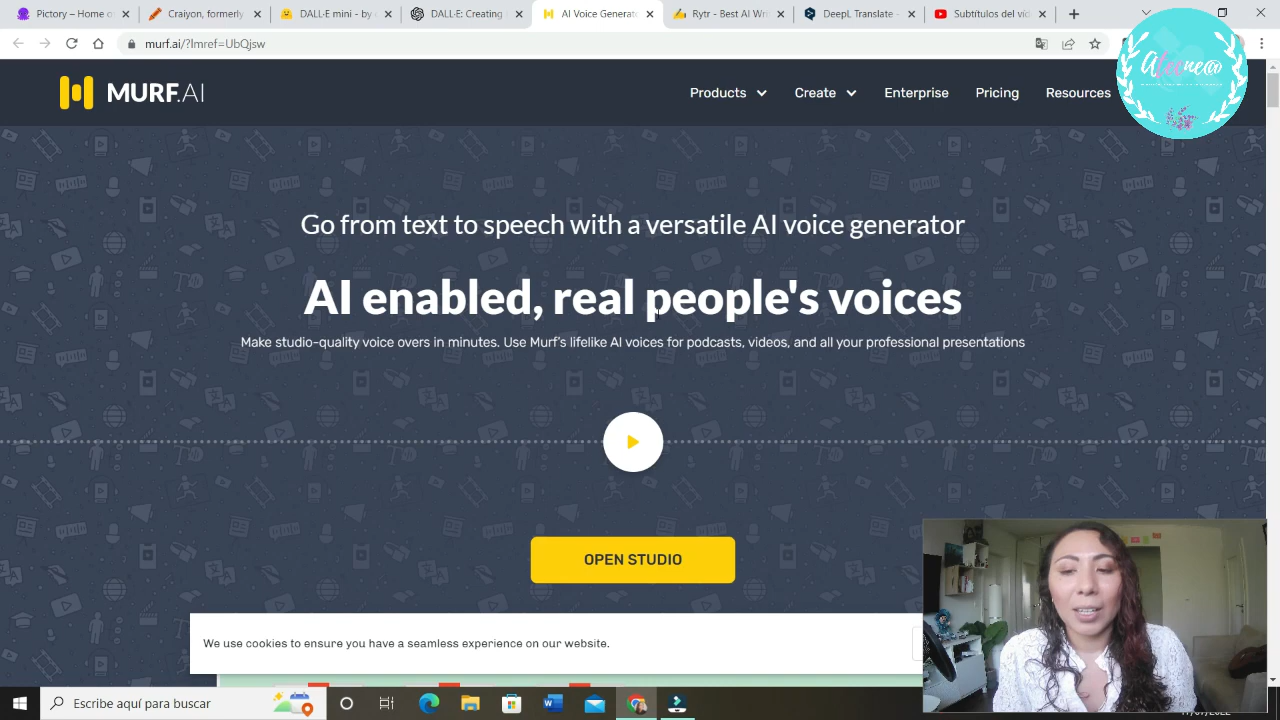 Pictory – Home o
Craiyon, formerly
DALL·E mini - by c
DALL·E: Creating
AI Voice Generate
Rytr - Best AI Wri
DeepL Translate -
Subtítulos del víd
murf.ai/?lmref=UbQjsw
MURF.AI
Products
Create
Enterprise
Pricing
Resources
Go from text to speech with a versatile AI voice generator
AI enabled, real people's voices
Make studio-quality voice overs in minutes. Use Murf's lifelike AI voices for podcasts, videos, and all your professional presentations
OPEN STUDIO
We use cookies to ensure you have a seamless experience on our website.
Escribe aquí para buscar